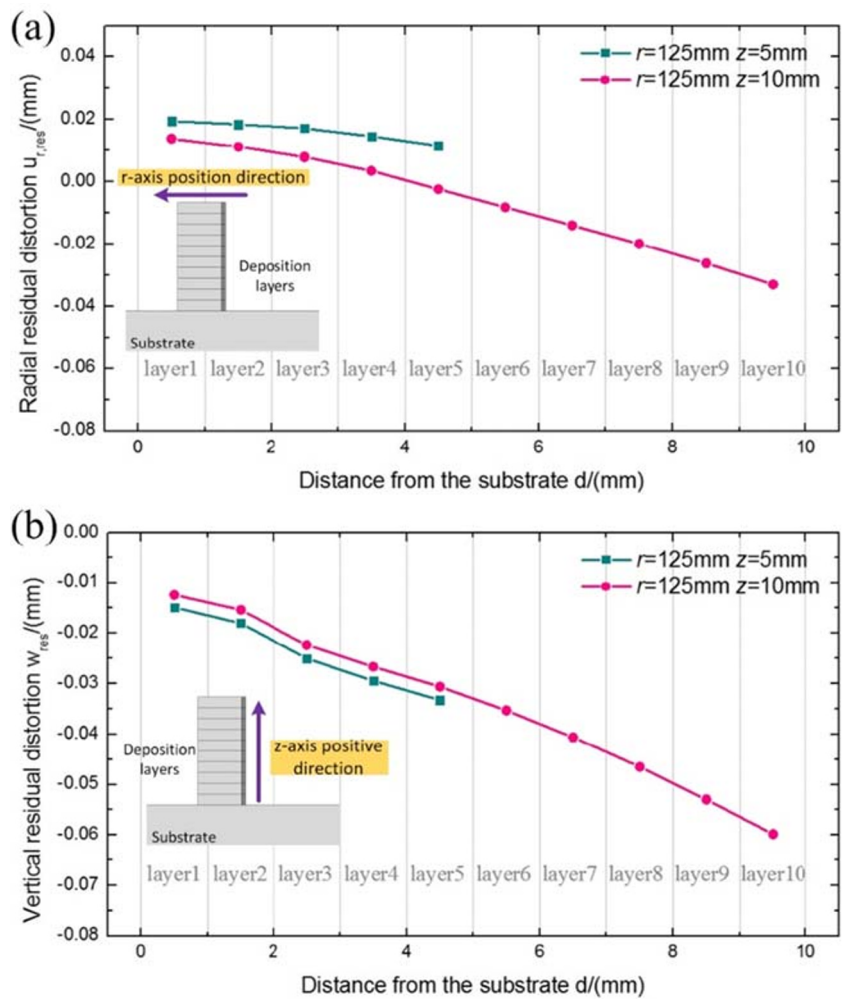 (a)
r=125mm z=5mm
r=125mm z=10mm
0.04
0.02
0.00
-0.02
-0.04
-0.06
-0.08
Radial residual distortion u_r,res/(mm)
r-axis position direction
Deposition
layers
Substrate
layer1 layer2 layer3 layer4 layer5 layer6 layer7 layer8 layer9 layer10
0 2 4 6 8 10
Distance from the substrate d/(mm)
(b)
r=125mm z=5mm
r=125mm z=10mm
0.00
-0.01
-0.02
-0.03
-0.04
-0.05
-0.06
-0.07
-0.08
Vertical residual distortion w_res/(mm)
Deposition
layers
z-axis positive
direction
Substrate
layer1 layer2 layer3 layer4 layer5 layer6 layer7 layer8 layer9 layer10
0 2 4 6 8 10
Distance from the substrate d/(mm)